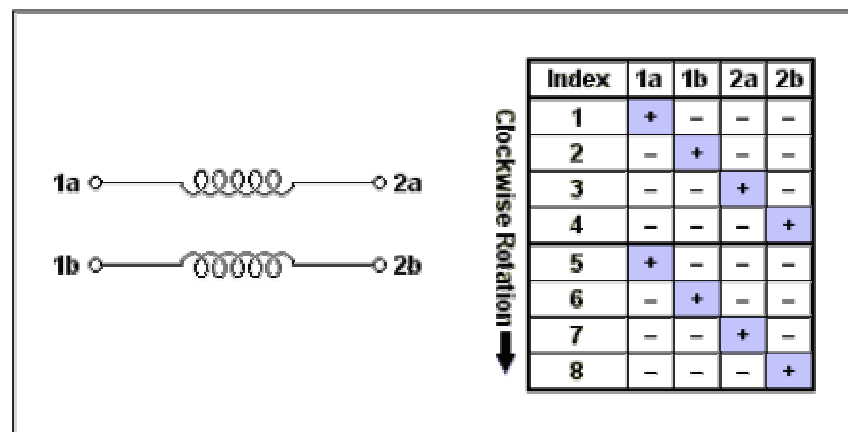 1a 2a
1b 2b
Clockwise Rotation
Index 1a 1b 2a 2b
1 + – – –
2 – + – –
3 – – + –
4 – – – +
5 + – – –
6 – + – –
7 – – + –
8 – – – +